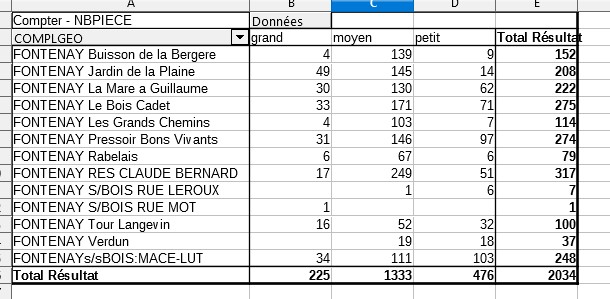 A B C D E
Compter - NBPIECE Données
COMPLGEO grand moyen petit Total Résultat
FONTENAY Buisson de la Bergere 4 139 9 152
FONTENAY Jardin de la Plaine 49 145 14 208
FONTENAY La Mare a Guillaume 30 130 62 222
FONTENAY Le Bois Cadet 33 171 71 275
FONTENAY Les Grands Chemins 4 103 7 114
FONTENAY Pressoir Bons Vivants 31 146 97 274
FONTENAY Rabelais 6 67 6 79
FONTENAY RES CLAUDE BERNARD 17 249 51 317
FONTENAY S/BOIS RUE LEROUX 1 6 7
FONTENAY S/BOIS RUE MOT 1 1
FONTENAY Tour Langevin 16 52 32 100
FONTENAY Verdun 19 18 37
FONTENAYs/sBOIS:MACE-LUT 34 111 103 248
Total Résultat 225 1333 476 2034